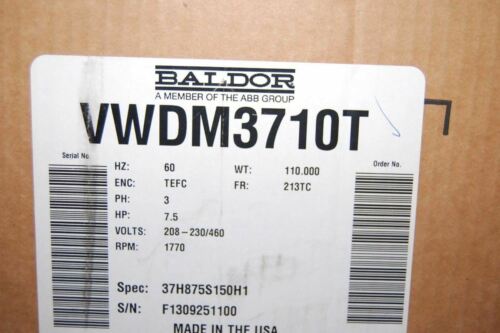 BALDOR
A MEMBER OF THE ABB GROUP
VWDM3710T
Serial No.
Order No.
HZ: 60 WT: 110.000
ENC: TEFC FR: 213TC
PH: 3
HP: 7.5
VOLTS: 208-230/460
RPM: 1770
Spec: 37H875S150H1
S/N: F1309251100
MADE IN THE USA